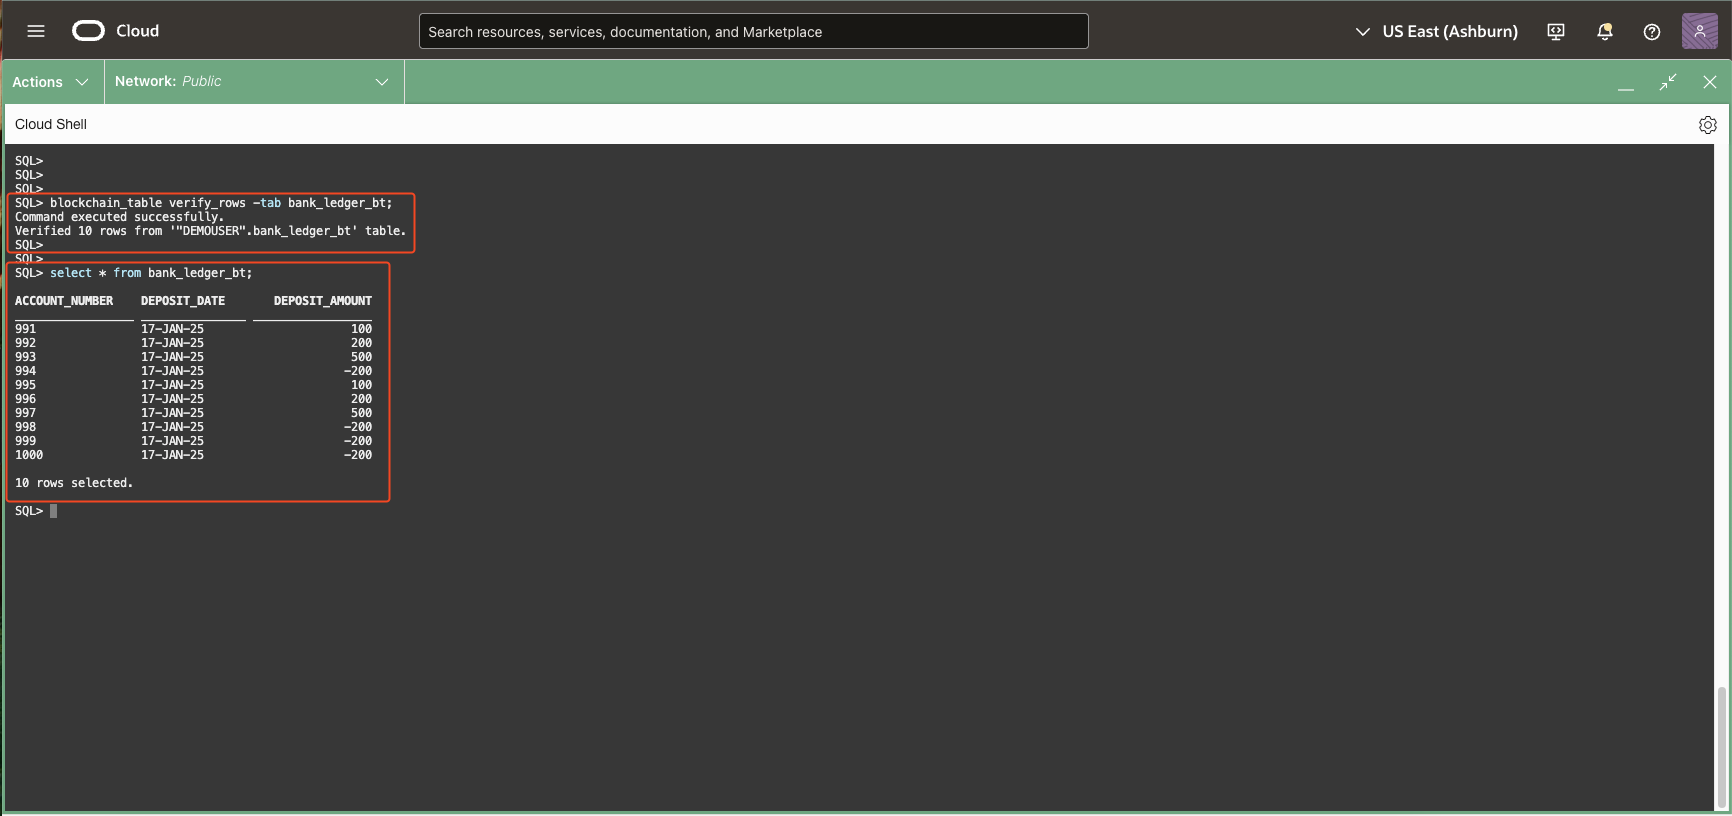 Cloud
Search resources, services, documentation, and Marketplace
US East (Ashburn)
Actions
Network: Public
Cloud Shell
SQL>
SQL>
SQL>
SQL> blockchain_table verify_rows -tab bank_ledger_bt;
Command executed successfully.
Verified 10 rows from '"DEMOUSER".bank_ledger_bt' table.
SQL>
SQL>
SQL> select * from bank_ledger_bt;
ACCOUNT_NUMBER DEPOSIT_DATE DEPOSIT_AMOUNT
991 17-JAN-25 100
992 17-JAN-25 200
993 17-JAN-25 500
994 17-JAN-25 -200
995 17-JAN-25 100
996 17-JAN-25 200
997 17-JAN-25 500
998 17-JAN-25 -200
999 17-JAN-25 -200
1000 17-JAN-25 -200
10 rows selected.
SQL>